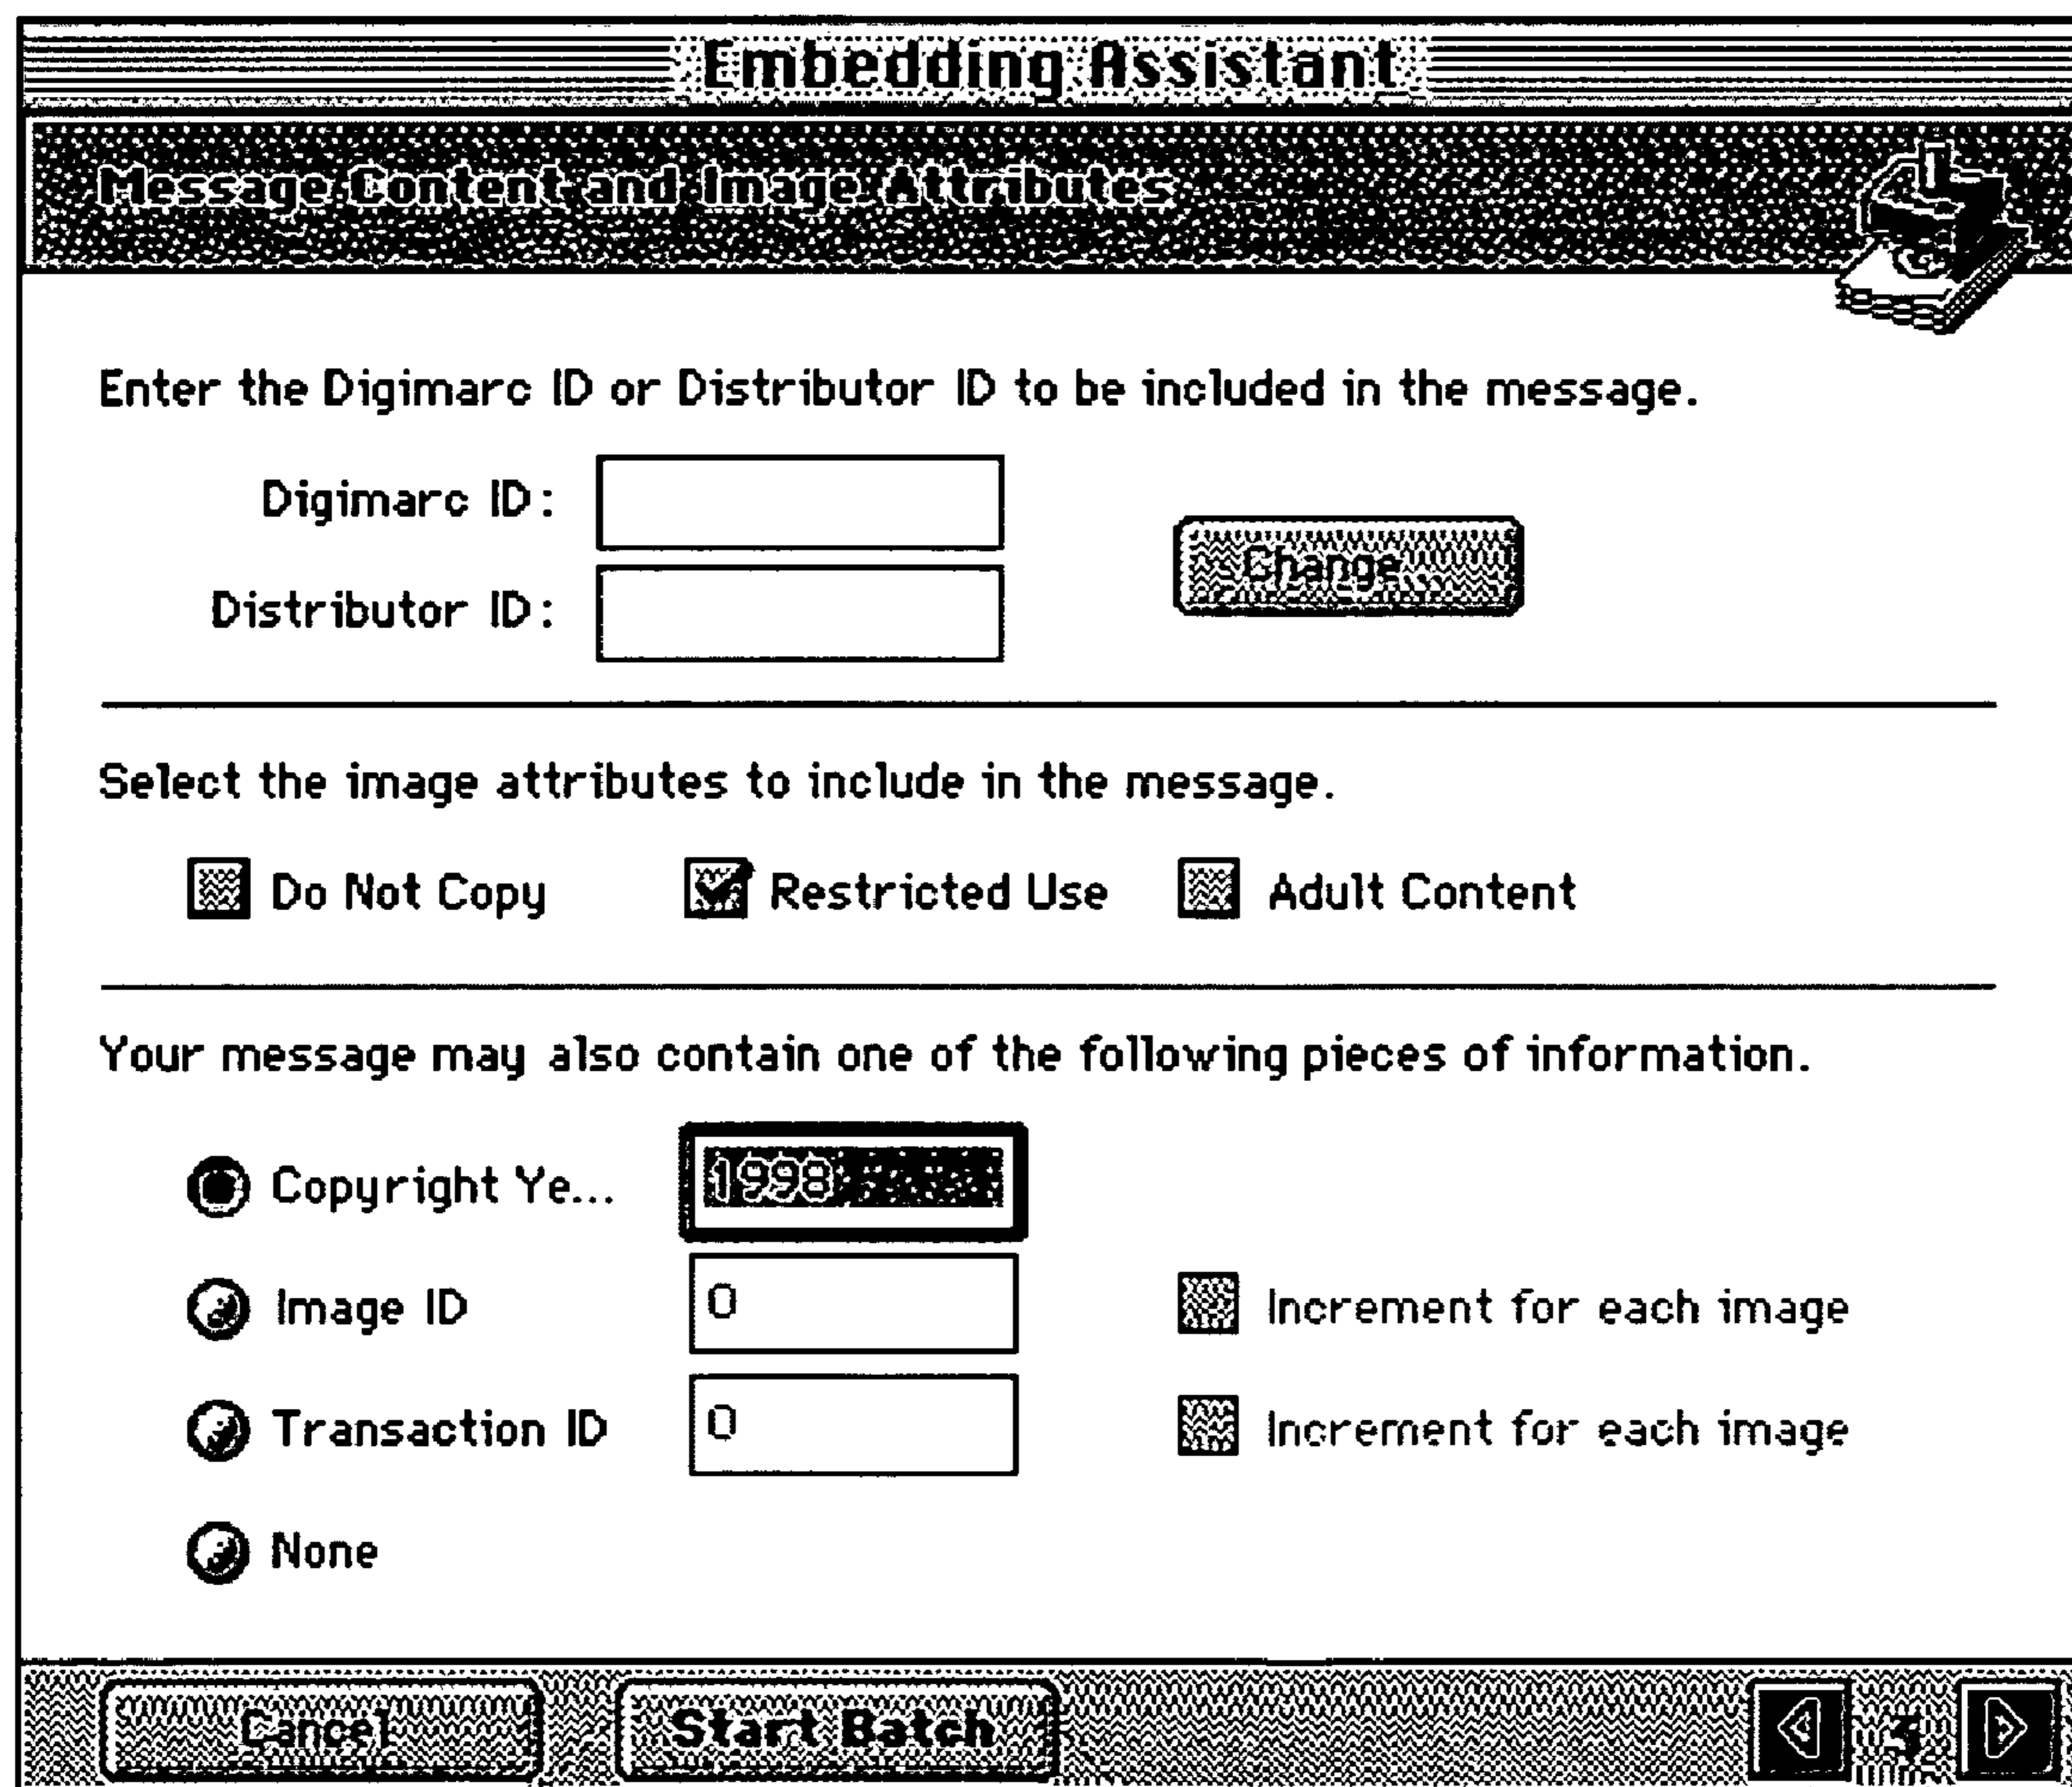 Embedding Assistant
Message Content and Image Attributes
Enter the Digimarc ID or Distributor ID to be included in the message.
Digimarc ID:
Change...
Distributor ID:
Select the image attributes to include in the message.
Do Not Copy Restricted Use Adult Content
Your message may also contain one of the following pieces of information.
Copyright Ye... 1998
Image ID 0 Increment for each image
Transaction ID 0 Increment for each image
None
Cancel Start Batch